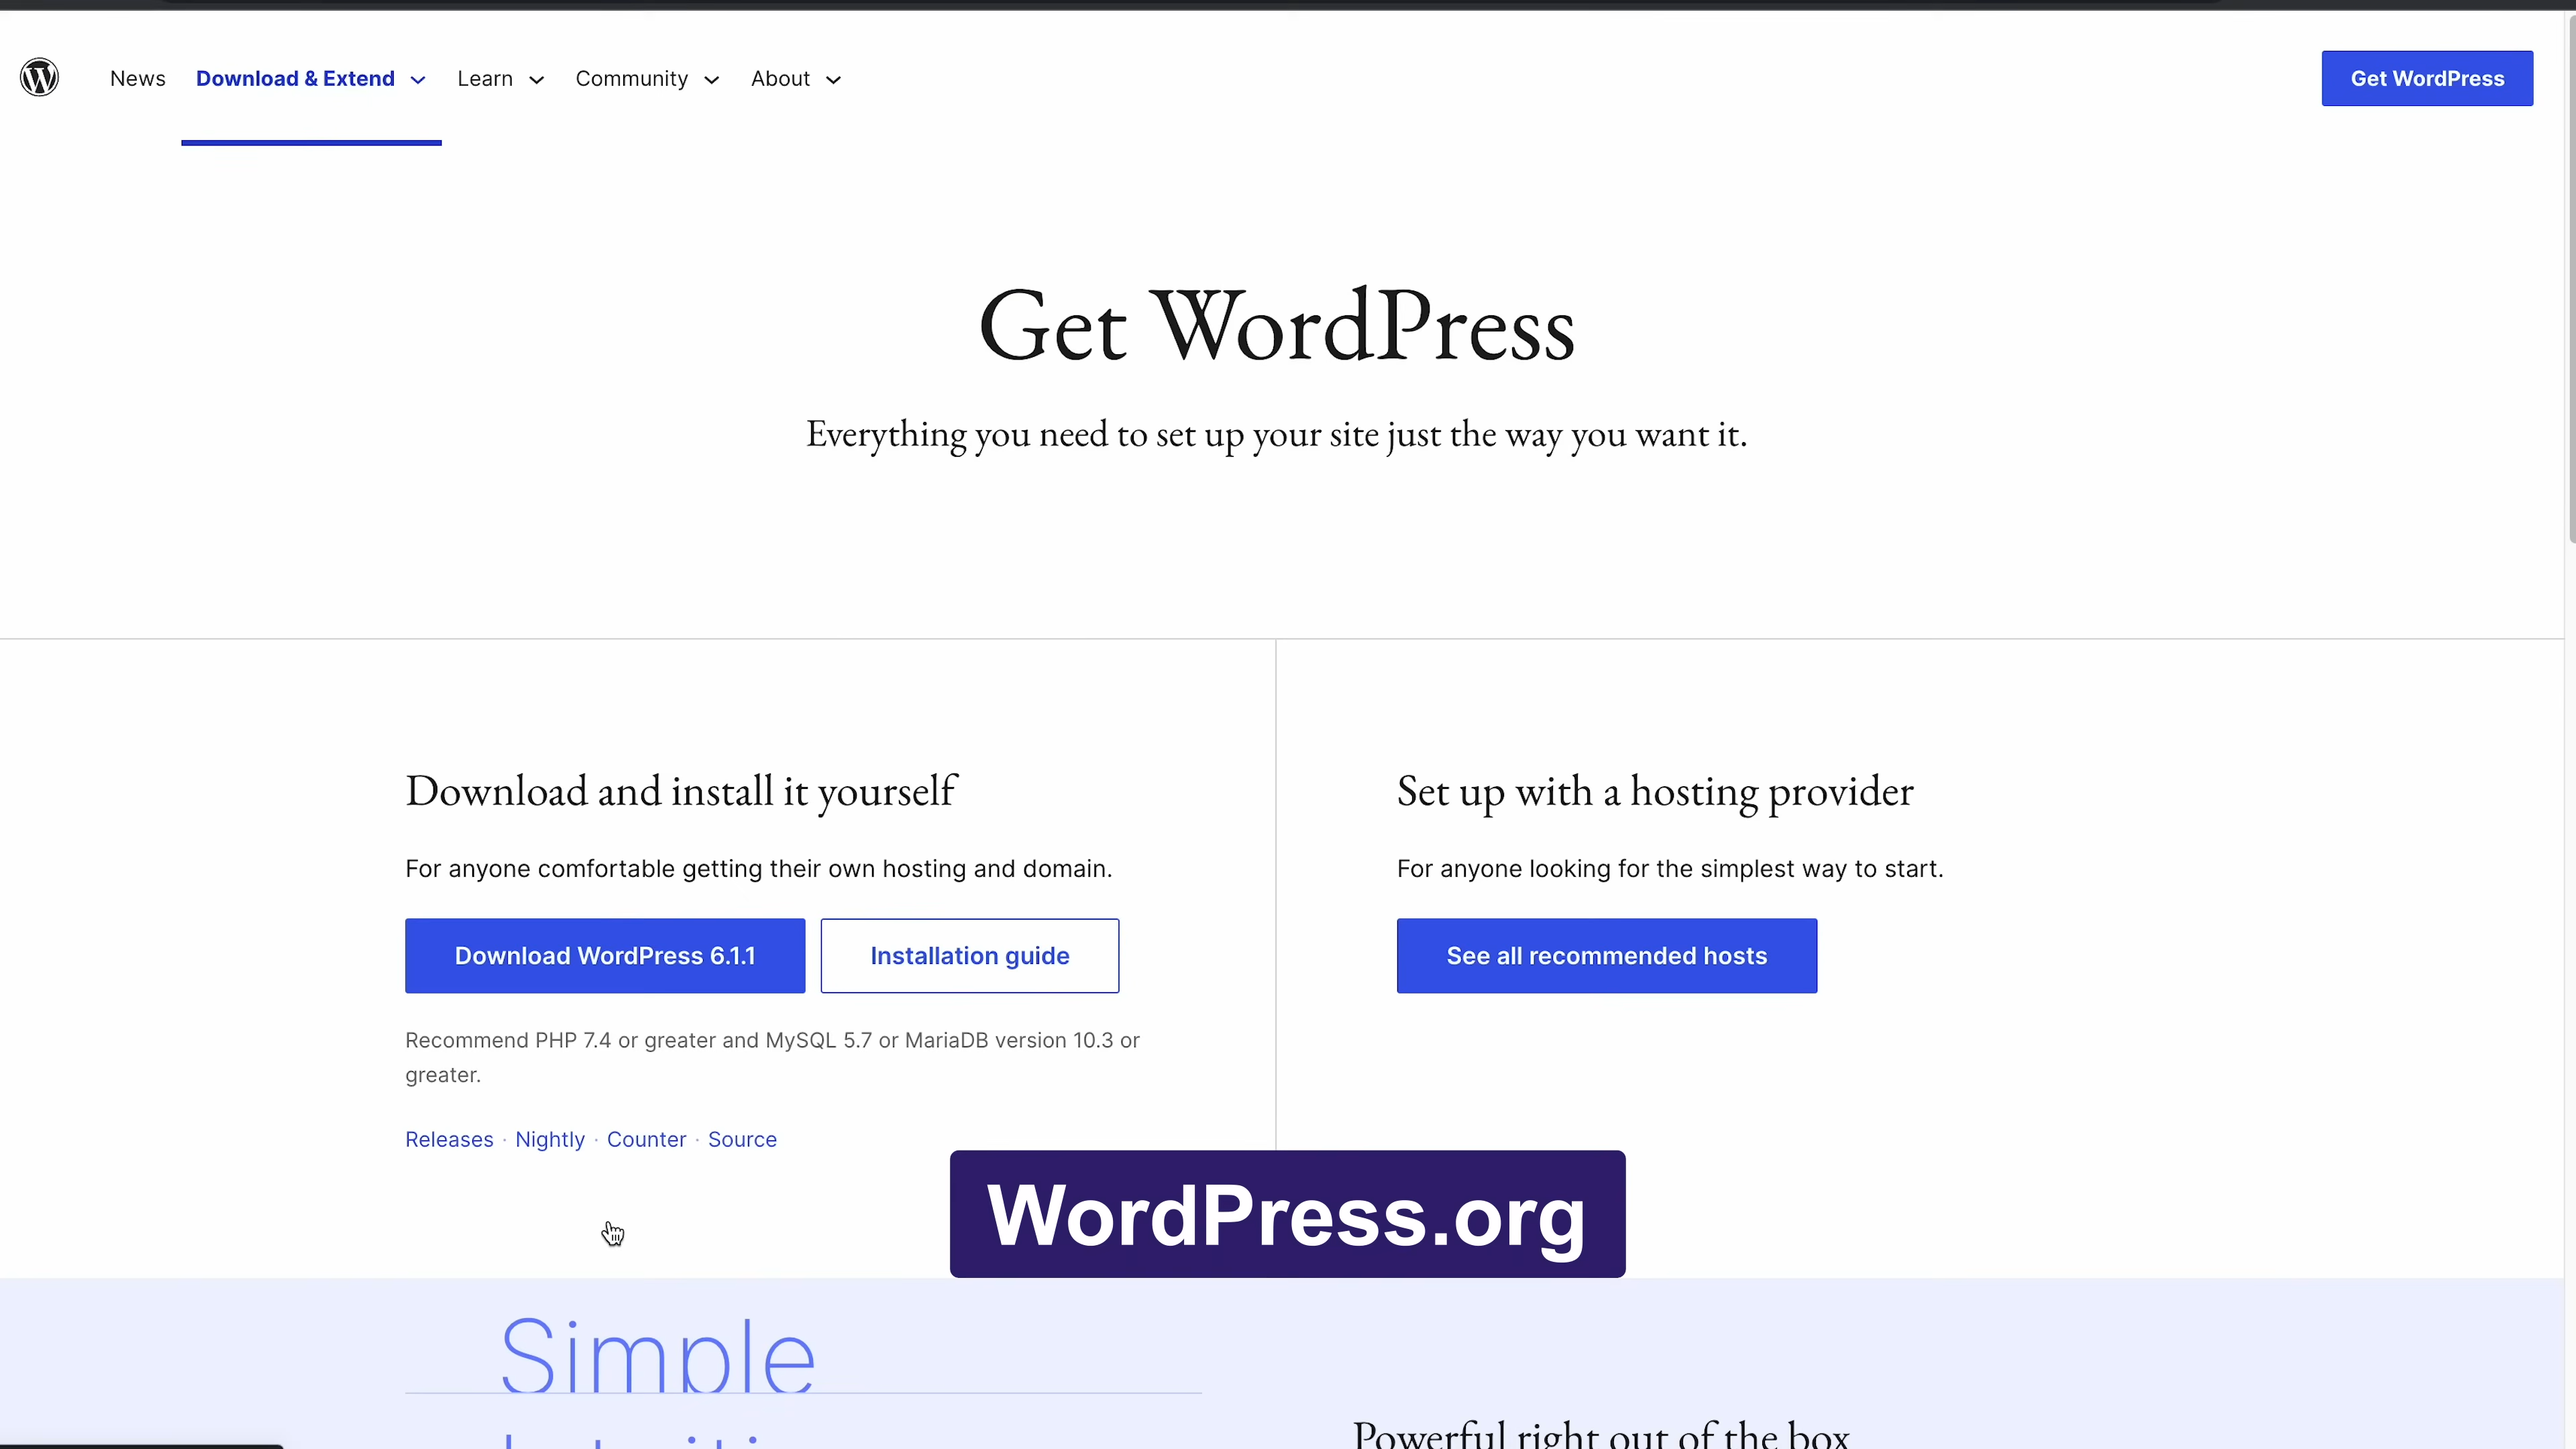 News
Download & Extend
Learn
Community
About
Get WordPress
Get WordPress
Everything you need to set up your site just the way you want it.
Download and install it yourself
For anyone comfortable getting their own hosting and domain.
Download WordPress 6.1.1
Installation guide
Recommend PHP 7.4 or greater and MySQL 5.7 or MariaDB version 10.3 or
greater.
Releases · Nightly · Counter · Source
Set up with a hosting provider
For anyone looking for the simplest way to start.
See all recommended hosts
WordPress.org
Simple
Powerful right out of the box